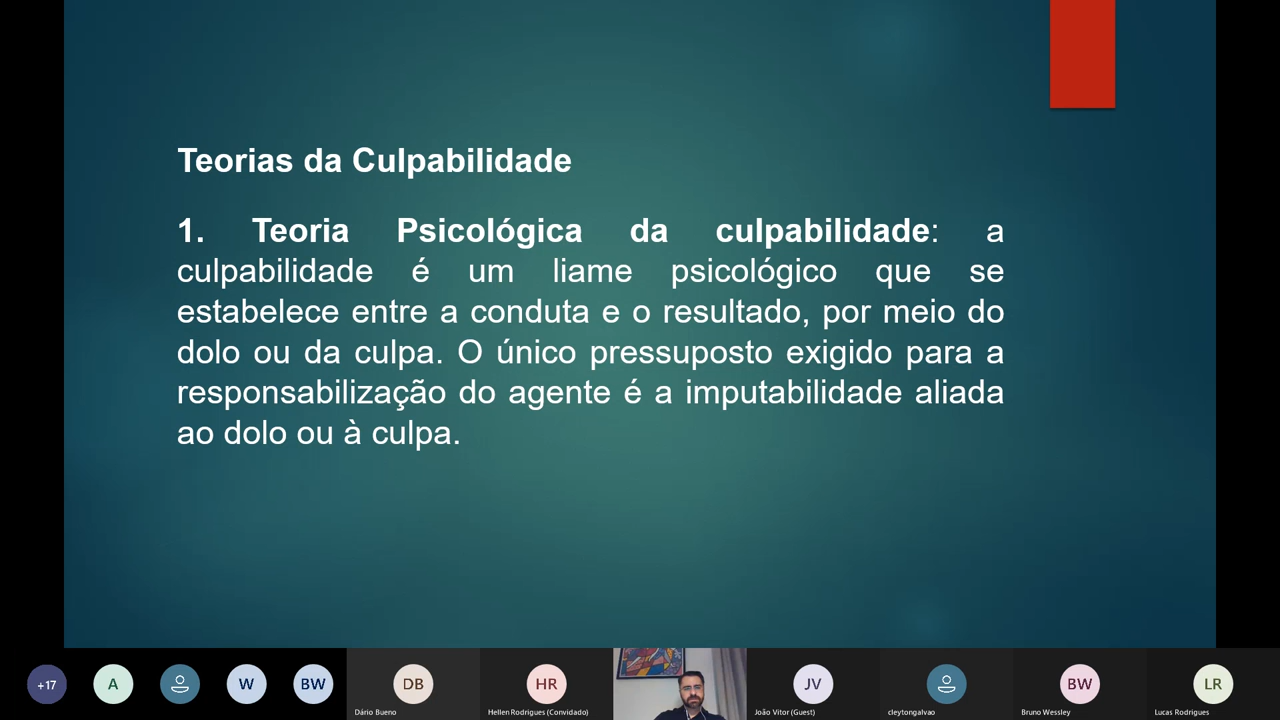 Teorias da Culpabilidade
1. Teoria Psicológica da culpabilidade: a
culpabilidade é um liame psicológico que se
estabelece entre a conduta e o resultado, por meio do
dolo ou da culpa. O único pressuposto exigido para a
responsabilização do agente é a imputabilidade aliada
ao dolo ou à culpa.
+17
A
W
BW
DB
Dário Bueno
HR
Hellen Rodrigues (Convidado)
JV
João Vitor (Guest)
cleytongalvao
BW
Bruno Wessley
LR
Lucas Rodrigues